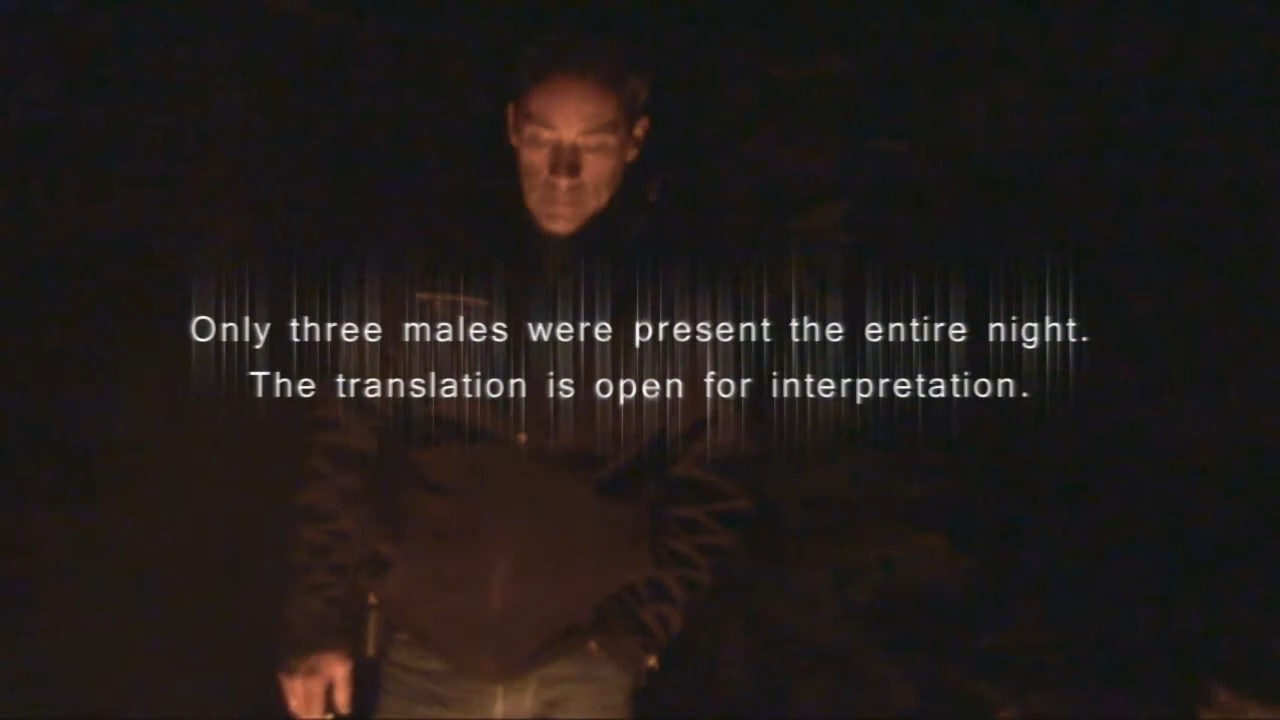 Only three males were present the entire night.
The translation is open for interpretation.